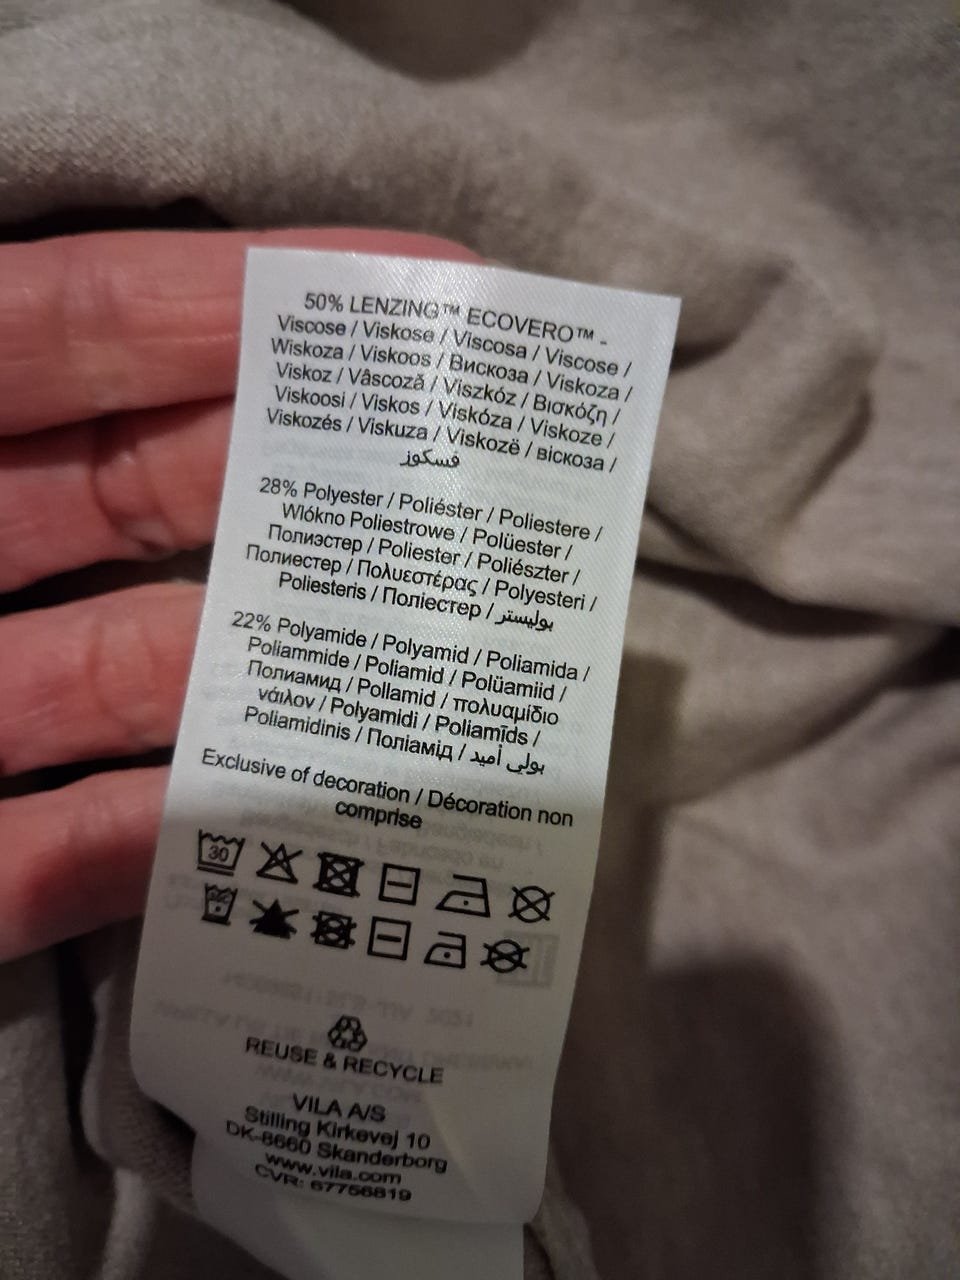 50% LENZING™ ECOVERO™ -
Viscose / Viskose / Viscosa / Viscose /
Wiskoza / Viskoos / Вискоза / Viskoza /
Viskoz / Vâscoză / Viszkóz / Βισκόζη /
Viskoosi / Viskos / Viskóza / Viskoze /
Viskozés / Viskuza / Viskozë / віскоза /
فسكوز
28% Polyester / Poliéster / Poliestere /
Wlókno Poliestrowe / Polüester /
Полиэстер / Poliester / Poliészter /
Полиестер / Πολυεστέρας / Polyesteri /
Poliesteris / Поліестер / بوليستر
22% Polyamide / Polyamid / Poliamida /
Poliammide / Poliamid / Polüamiid /
Полиамид / Poliamid / πολυαμίδιο
νάιλον / Polyamidi / Poliamīds /
Poliamidinis / Поліамід / بولي أميد
Exclusive of decoration / Décoration non
comprise
30
REUSE & RECYCLE
VILA A/S
Stilling Kirkevej 10
DK-8660 Skanderborg
www.vila.com
CVR: 67756819